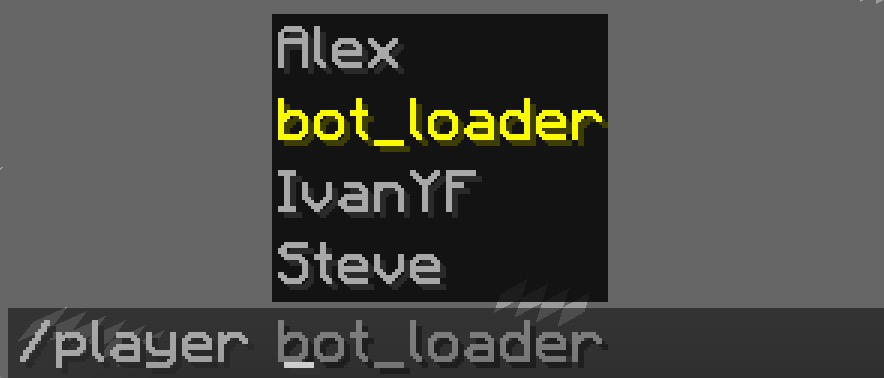 Alex
bot_loader
IvanYF
Steve
/player bot_loader